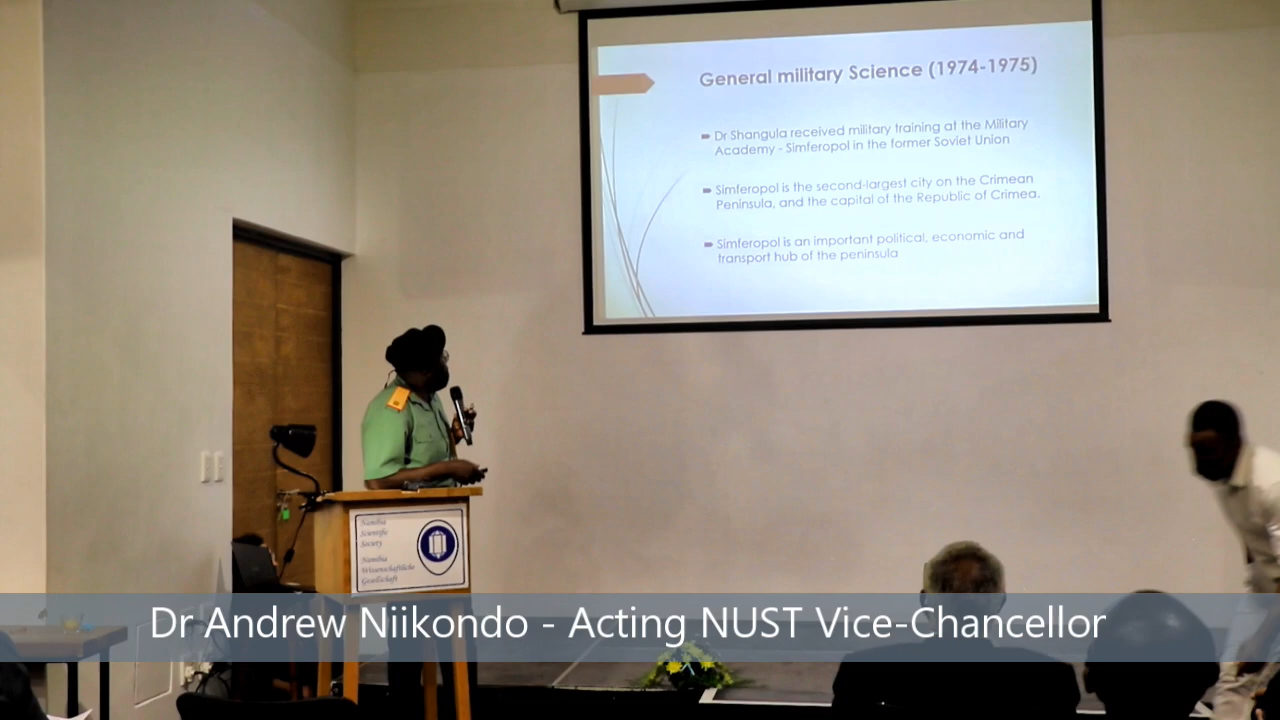 General military Science (1974-1975)
Dr Shangula received military training at the Military
Academy - Simferopol in the former Soviet Union
Simferopol is the second-largest city on the Crimean
Peninsula, and the capital of the Republic of Crimea.
Simferopol is an important political, economic and
transport hub of the peninsula
Namibia
Scientific
Society
Namibia
Wissenschaftliche
Gesellschaft
Dr Andrew Niikondo - Acting NUST Vice-Chancellor